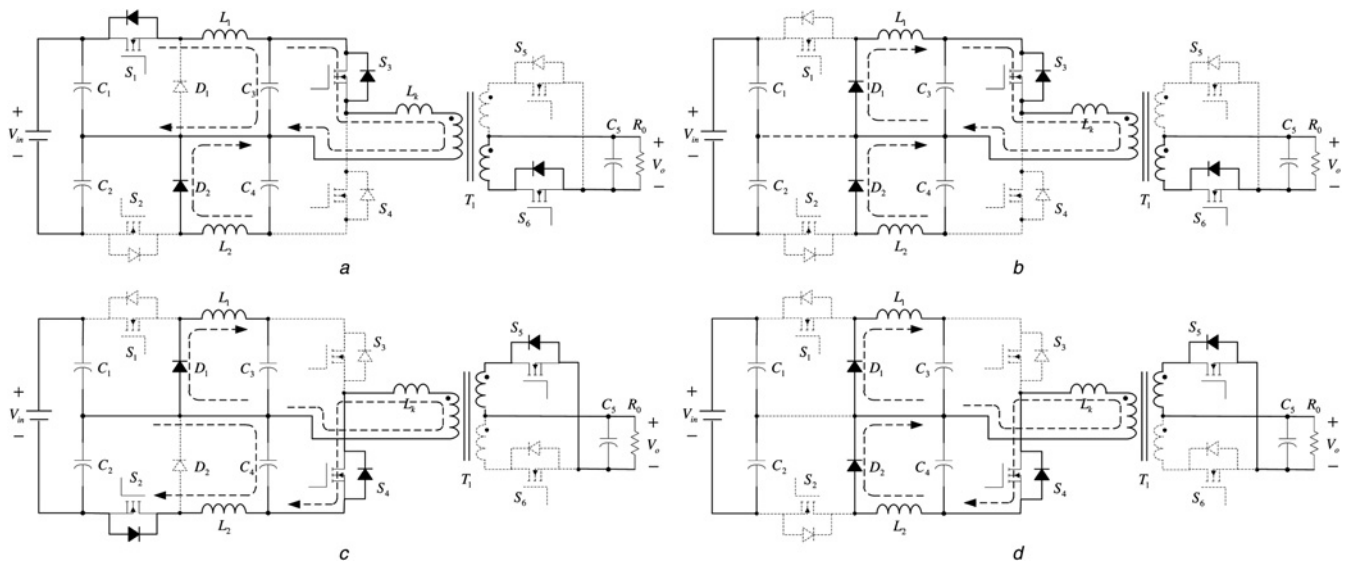 L1
S1
D1
C1
C3
S3
Lk
S5
+
Vin
−
C5
R0
+
Vo
−
C2
S2
D2
C4
S4
L2
T1
S6
a
L1
S1
D1
C1
C3
S3
Lk
S5
+
Vin
−
C5
R0
+
Vo
−
C2
S2
D2
C4
S4
L2
T1
S6
b
L1
S1
D1
C1
C3
S3
Lk
S5
+
Vin
−
C5
R0
+
Vo
−
C2
S2
D2
C4
S4
L2
T1
S6
c
L1
S1
D1
C1
C3
S3
Lk
S5
+
Vin
−
C5
R0
+
Vo
−
C2
S2
D2
C4
S4
L2
T1
S6
d